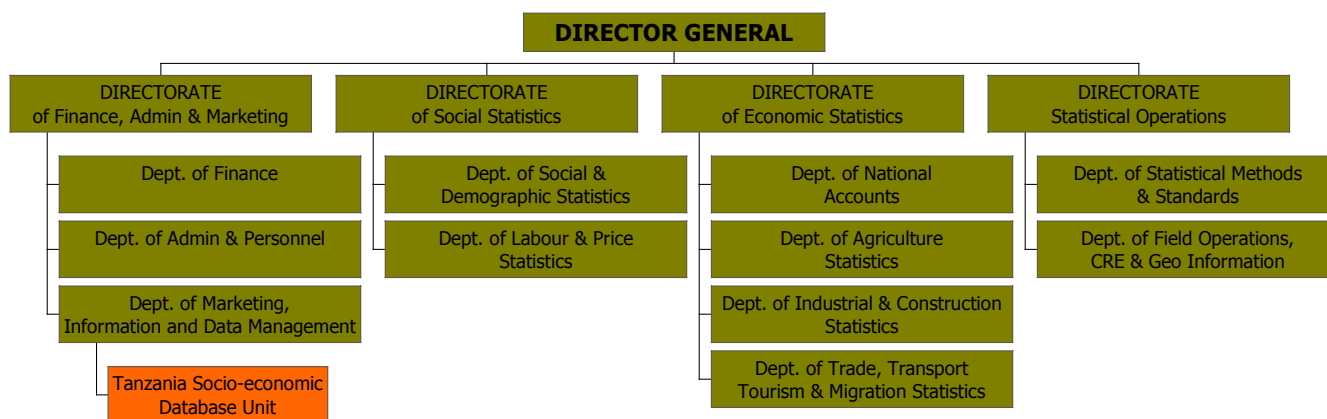 DIRECTOR GENERAL
DIRECTORATE
of Finance, Admin & Marketing
DIRECTORATE
of Social Statistics
DIRECTORATE
of Economic Statistics
DIRECTORATE
Statistical Operations
Dept. of Finance
Dept. of Admin & Personnel
Dept. of Marketing,
Information and Data Management
Tanzania Socio-economic
Database Unit
Dept. of Social &
Demographic Statistics
Dept. of Labour & Price
Statistics
Dept. of National
Accounts
Dept. of Agriculture
Statistics
Dept. of Industrial & Construction
Statistics
Dept. of Trade, Transport
Tourism & Migration Statistics
Dept. of Statistical Methods
& Standards
Dept. of Field Operations,
CRE & Geo Information